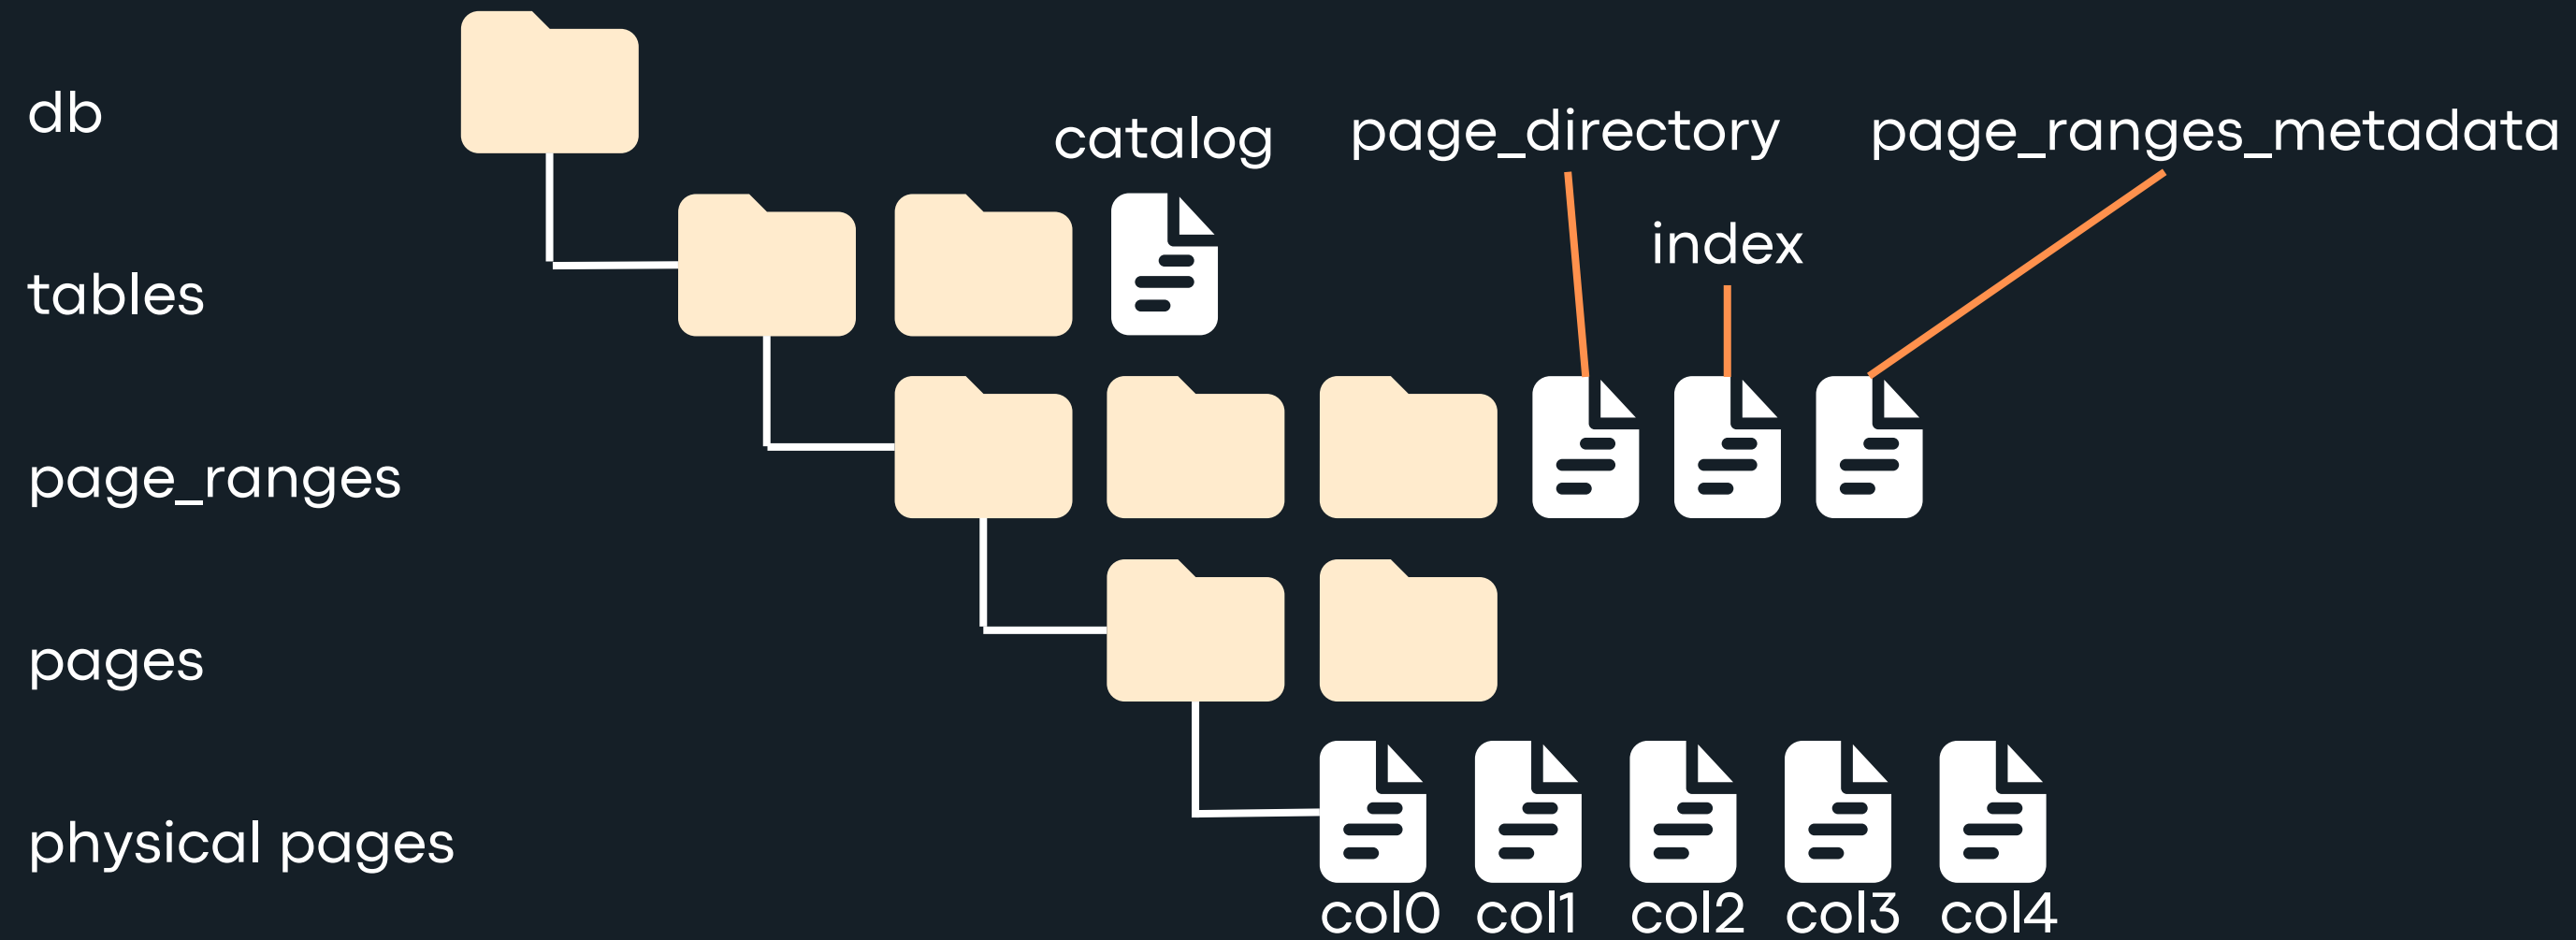 db
catalog
page_directory
page_ranges_metadata
index
tables
page_ranges
pages
physical pages
col0 col1 col2 col3 col4